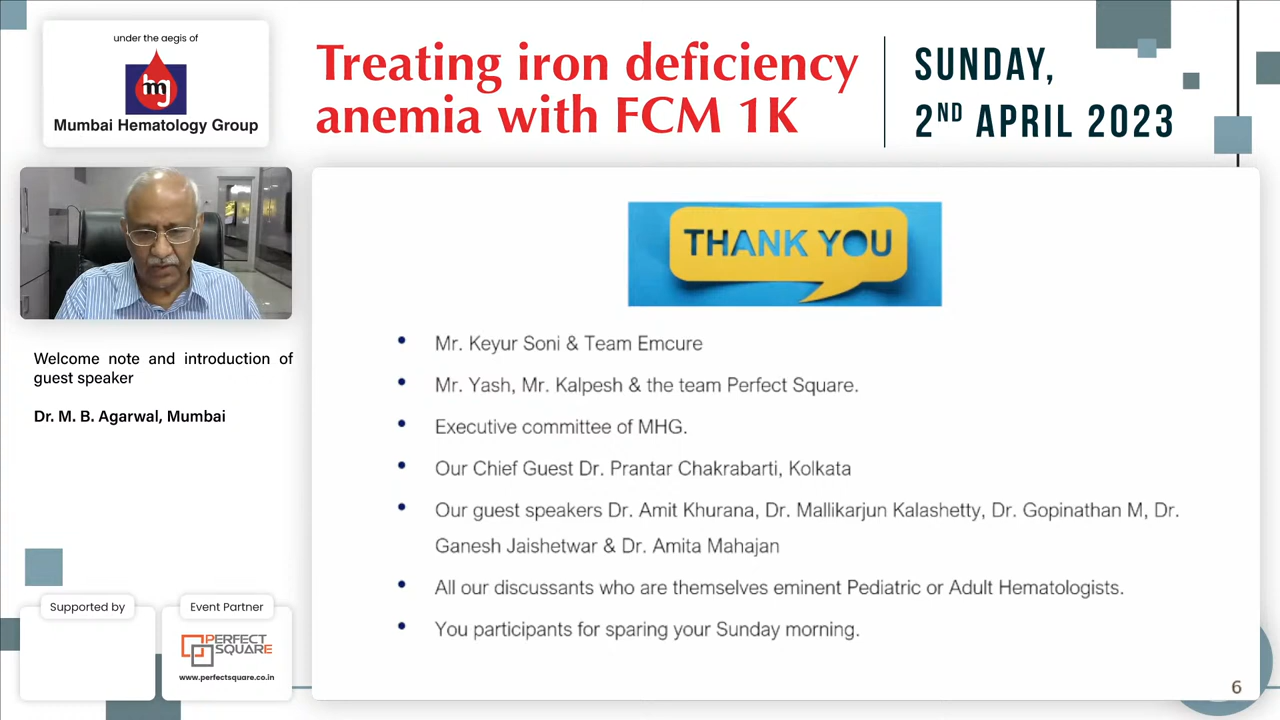 under the aegis of
mg
Mumbai Hematology Group
Treating iron deficiency
anemia with FCM 1K
SUNDAY,
2ND APRIL 2023
Welcome note and introduction of
guest speaker
Dr. M. B. Agarwal, Mumbai
THANK YOU
• Mr. Keyur Soni & Team Emcure
• Mr. Yash, Mr. Kalpesh & the team Perfect Square.
• Executive committee of MHG.
• Our Chief Guest Dr. Prantar Chakrabarti, Kolkata
• Our guest speakers Dr. Amit Khurana, Dr. Mallikarjun Kalashetty, Dr. Gopinathan M, Dr.
Ganesh Jaishetwar & Dr. Amita Mahajan
• All our discussants who are themselves eminent Pediatric or Adult Hematologists.
• You participants for sparing your Sunday morning.
Supported by
Event Partner
PERFECT
SQUARE
www.perfectsquare.co.in
6